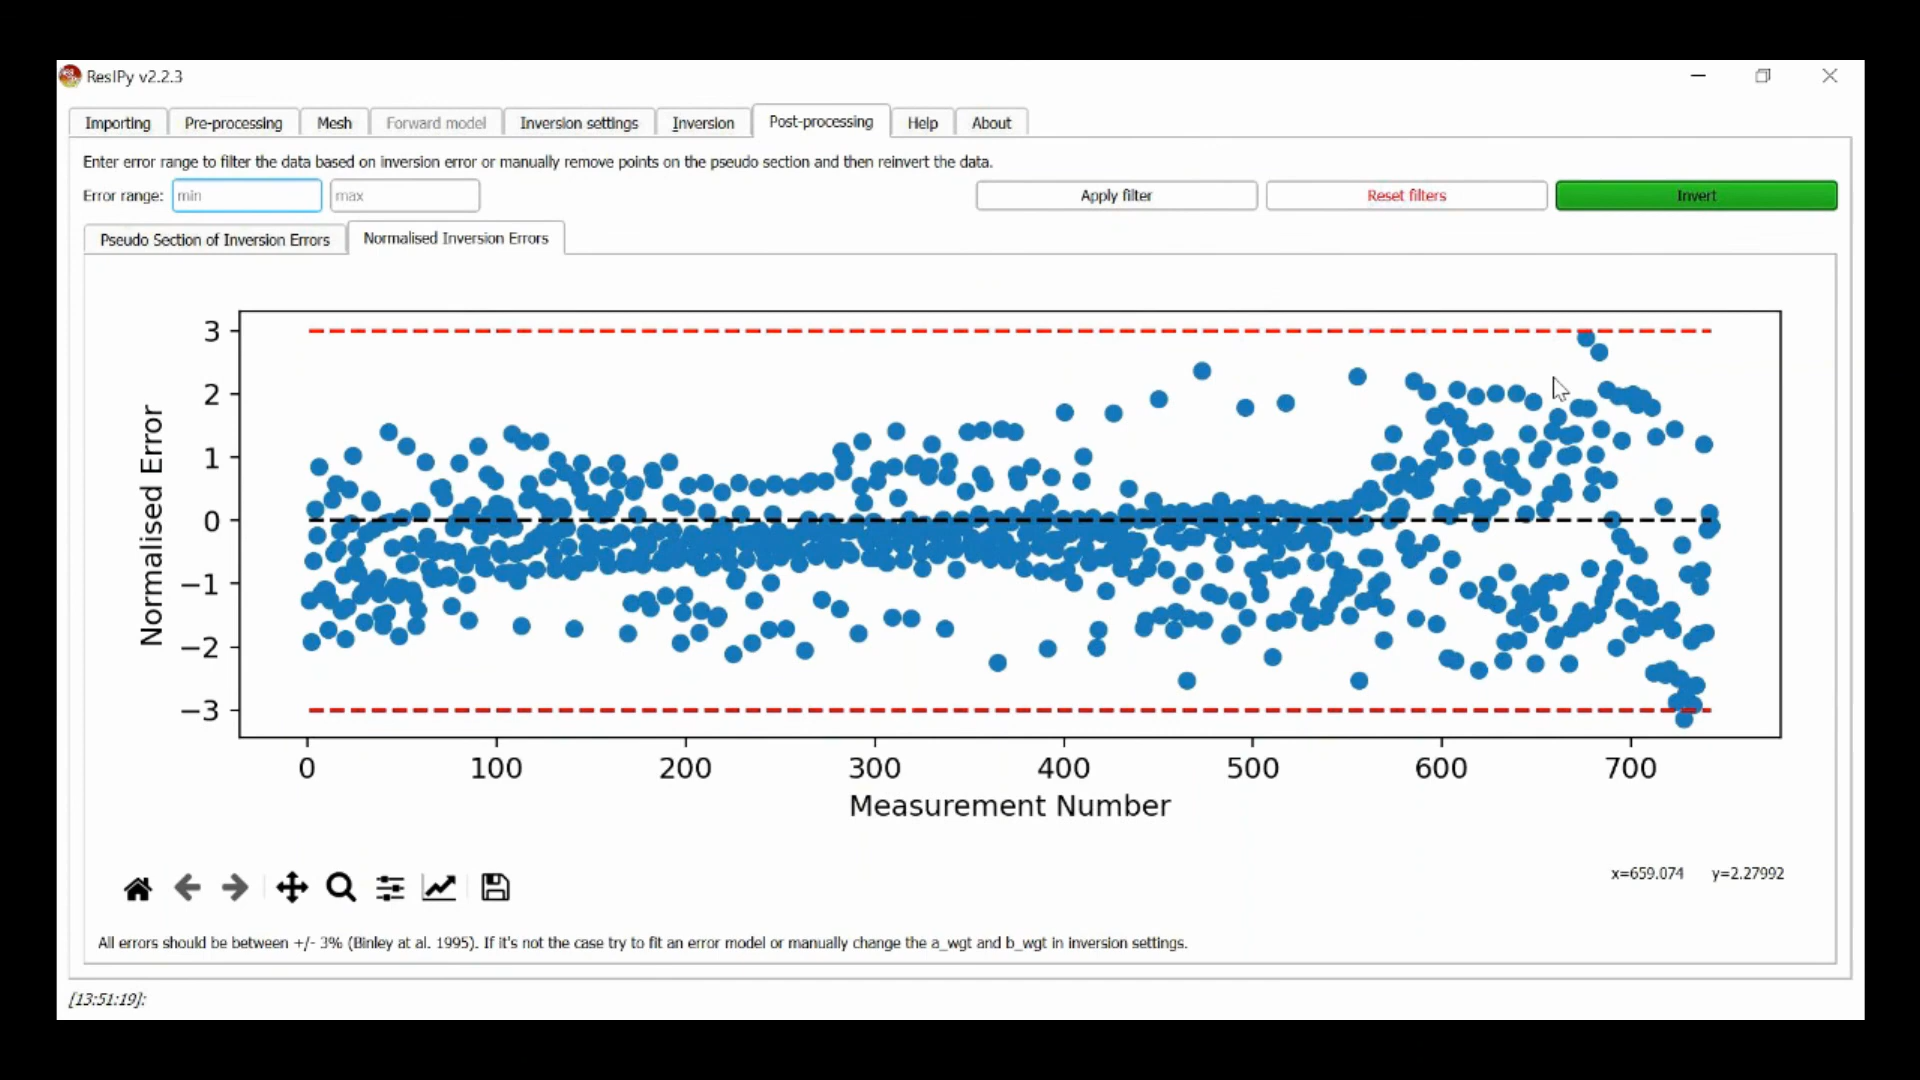 ResIPy v2.2.3
Importing Pre-processing Mesh Forward model Inversion settings Inversion Post-processing Help About
Enter error range to filter the data based on inversion error or manually remove points on the pseudo section and then reinvert the data.
Error range: min max Apply filter Reset filters Invert
Pseudo Section of Inversion Errors Normalised Inversion Errors
3
2
1
0
−1
−2
−3
Normalised Error
0 100 200 300 400 500 600 700
Measurement Number
x=659.074 y=2.27992
All errors should be between +/- 3% (Binley at al. 1995). If it's not the case try to fit an error model or manually change the a_wgt and b_wgt in inversion settings.
[13:51:19]: